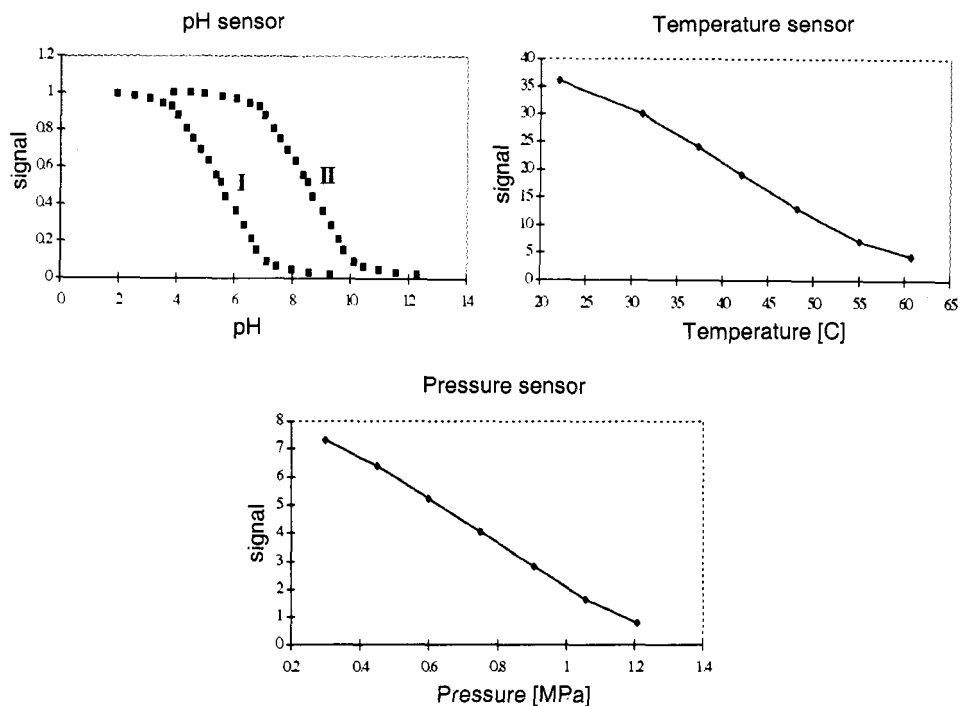 pH sensor
1.2
1
0.8
0.6
0.4
0.2
0
signal
I
II
0 2 4 6 8 10 12 14
pH
Temperature sensor
40
35
30
25
20
15
10
5
0
signal
20 25 30 35 40 45 50 55 60 65
Temperature [C]
Pressure sensor
8
7
6
5
4
3
2
1
0
signal
0.2 0.4 0.6 0.8 1 1.2 1.4
Pressure [MPa]